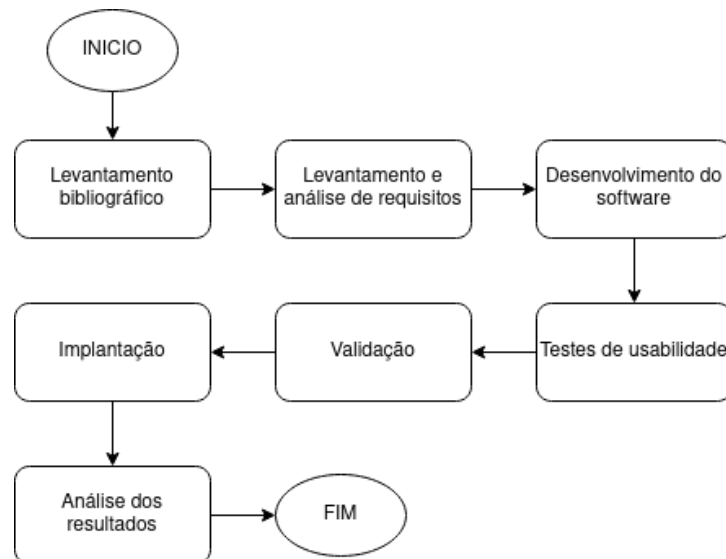 INICIO
Levantamento
bibliográfico
Levantamento e
análise de requisitos
Desenvolvimento do
software
Testes de usabilidade
Validação
Implantação
Análise dos
resultados
FIM